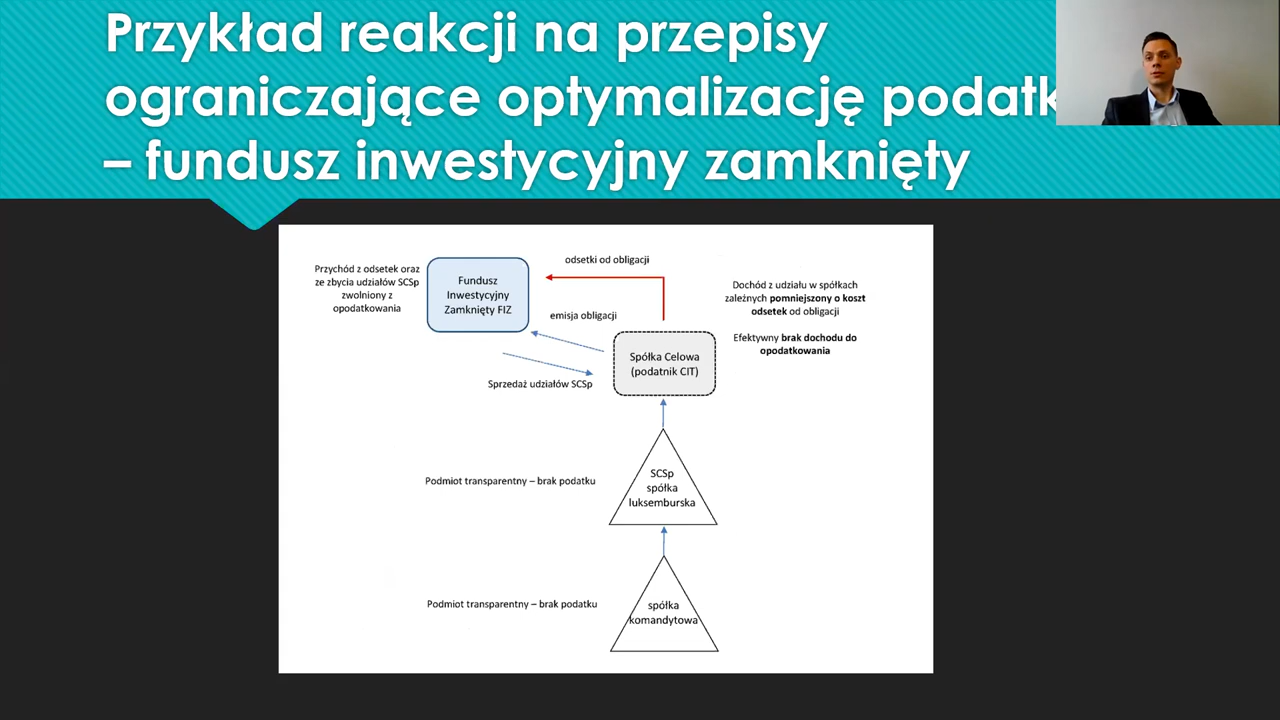 Przykład reakcji na przepisy
ograniczające optymalizację
– fundusz inwestycyjny zamknięty
Przychód z odsetek oraz
ze zbycia udziałów SCSp
zwolniony z
opodatkowania
Fundusz
Inwestycyjny
Zamknięty FIZ
odsetki od obligacji
emisja obligacji
Sprzedaż udziałów SCSp
Spółka Celowa
(podatnik CIT)
Dochód z udziału w spółkach
zależnych pomniejszony o koszt
odsetek od obligacji
Efektywny brak dochodu do
opodatkowania
Podmiot transparentny – brak podatku
SCSp
spółka
luksemburska
Podmiot transparentny – brak podatku
spółka
komandytowa